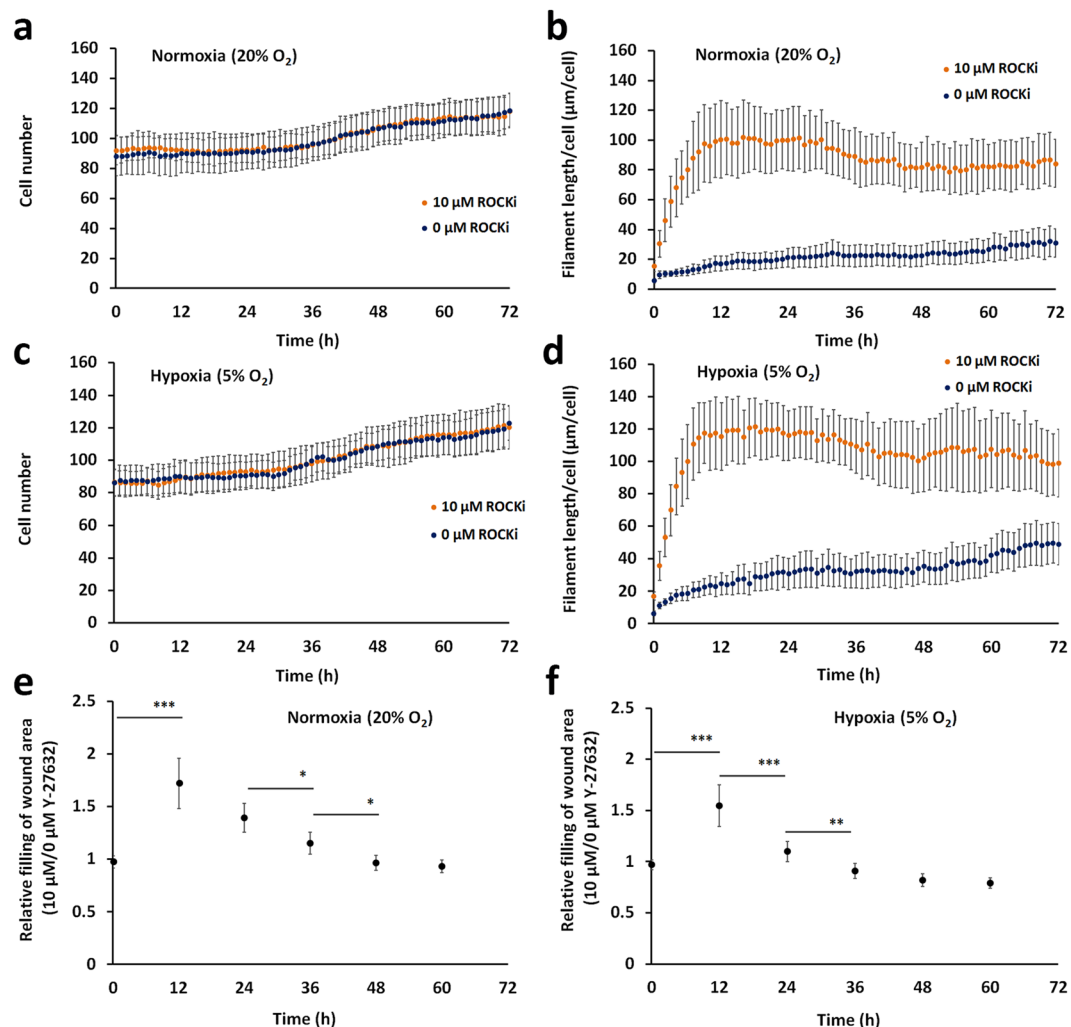 a
Normoxia (20% O₂)
160
140
120
100
80
60
40
20
0
Cell number
10 µM ROCKi
0 µM ROCKi
0 12 24 36 48 60 72
Time (h)
b
Normoxia (20% O₂)
160
140
120
100
80
60
40
20
0
Filament length/cell (µm/cell)
10 µM ROCKi
0 µM ROCKi
0 12 24 36 48 60 72
Time (h)
c
Hypoxia (5% O₂)
160
140
120
100
80
60
40
20
0
Cell number
10 µM ROCKi
0 µM ROCKi
0 12 24 36 48 60 72
Time (h)
d
Hypoxia (5% O₂)
160
140
120
100
80
60
40
20
0
Filament length/cell (µm/cell)
10 µM ROCKi
0 µM ROCKi
0 12 24 36 48 60 72
Time (h)
e
Normoxia (20% O₂)
2.5
2
1.5
1
0.5
0
Relative filling of wound area
(10 µM/0 µM Y-27632)
***
*
*
0 12 24 36 48 60 72
Time (h)
f
Hypoxia (5% O₂)
2.5
2
1.5
1
0.5
0
Relative filling of wound area
(10 µM/0 µM Y-27632)
***
***
**
0 12 24 36 48 60 72
Time (h)